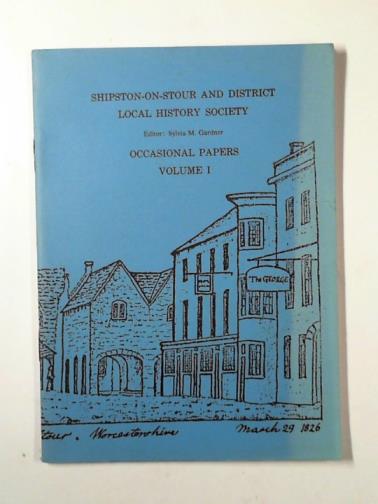 SHIPSTON-ON-STOUR AND DISTRICT
LOCAL HISTORY SOCIETY
Editor: Sylvia M. Gardner
OCCASIONAL PAPERS
VOLUME I
The GEORGE
tour, Worcestershire
March 29 1826